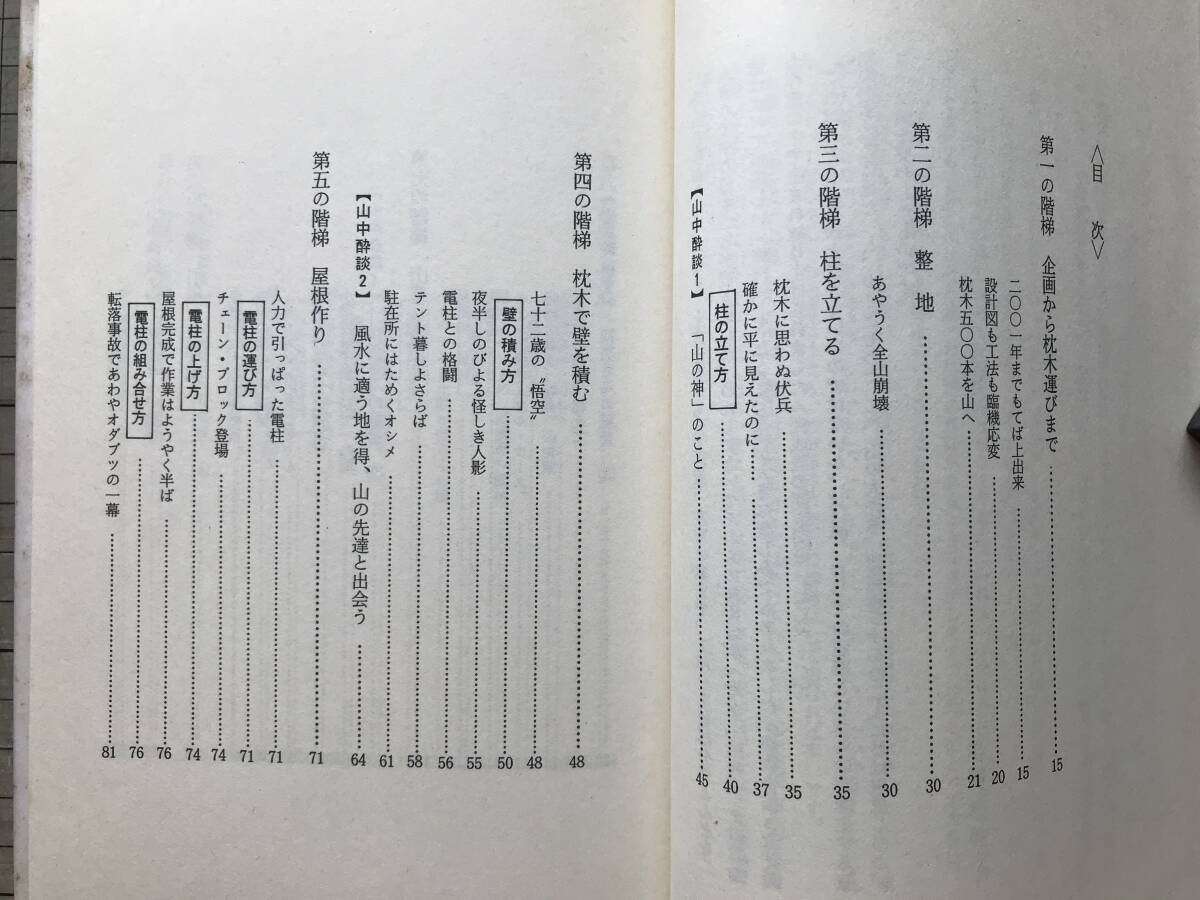 〈目　次〉
第一の階梯　企画から枕木運びまで……………………15
二〇〇一年までもてば上出来……………………15
設計図も工法も臨機応変……………………20
枕木五〇〇本を山へ……………………21
第二の階梯　整　地……………………30
あやうく全山崩壊……………………30
第三の階梯　柱を立てる……………………35
枕木に思わぬ伏兵……………………35
確かに平に見えたのに……………………37
柱の立て方……………………40
【山中酔談1】　「山の神」のこと……………………45
第四の階梯　枕木で壁を積む……………………48
七十二歳の〝悟空〟……………………48
壁の積み方……………………50
夜半しのびよる怪しき人影……………………55
電柱との格闘……………………56
テント暮しよさらば……………………58
駐在所にはためくオシメ……………………61
【山中酔談2】　風水に適う地を得、山の先達と出会う……………………64
第五の階梯　屋根作り……………………71
人力で引っぱった電柱……………………71
電柱の運び方……………………71
チェーン・ブロック登場……………………74
電柱の上げ方……………………74
屋根完成で作業はようやく半ば……………………76
電柱の組み合せ方……………………76
転落事故であわやオダブツの一幕……………………81